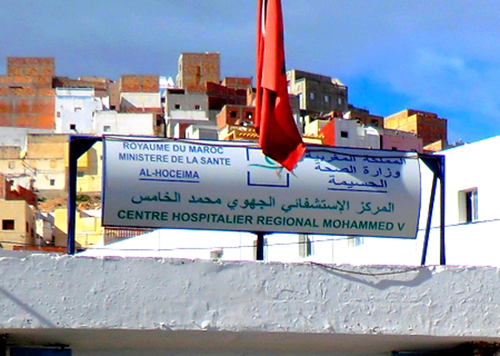 ROYAUME DU MAROC
MINISTERE DE LA SANTE
AL-HOCEIMA
المملكة المغربية
وزارة الصحة
الحسيمة
المركز الإستشفائي الجهوي محمد الخامس
CENTRE HOSPITALIER REGIONAL MOHAMMED V